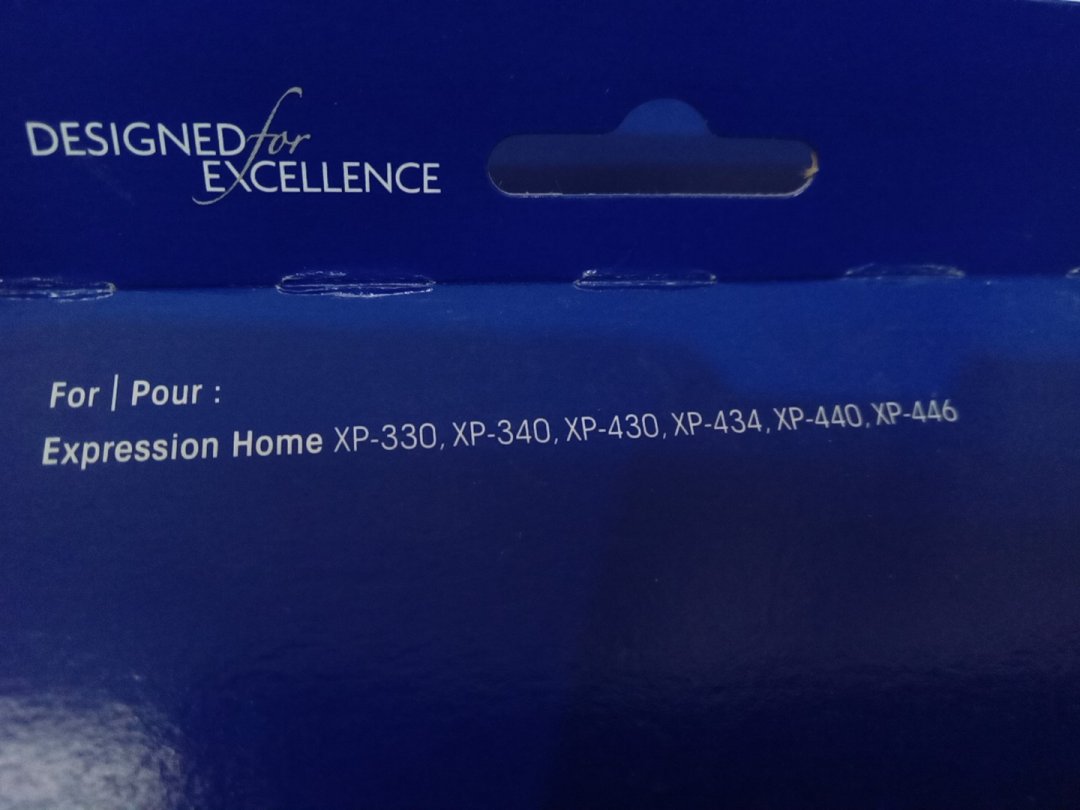 DESIGNED for
EXCELLENCE
For | Pour :
Expression Home XP-330, XP-340, XP-430, XP-434, XP-440, XP-446